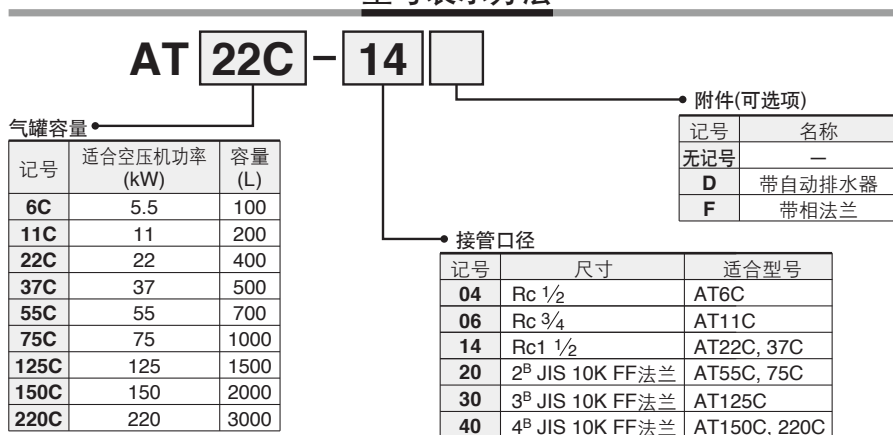 型号表示方法
AT 22C - 14
气罐容量
记号 适合空压机功率 (kW) 容量 (L)
6C 5.5 100
11C 11 200
22C 22 400
37C 37 500
55C 55 700
75C 75 1000
125C 125 1500
150C 150 2000
220C 220 3000
附件(可选项)
记号 名称
无记号 —
D 带自动排水器
F 带相法兰
接管口径
记号 尺寸 适合型号
04 Rc 1/2 AT6C
06 Rc 3/4 AT11C
14 Rc1 1/2 AT22C, 37C
20 2ᴮ JIS 10K FF法兰 AT55C, 75C
30 3ᴮ JIS 10K FF法兰 AT125C
40 4ᴮ JIS 10K FF法兰 AT150C, 220C